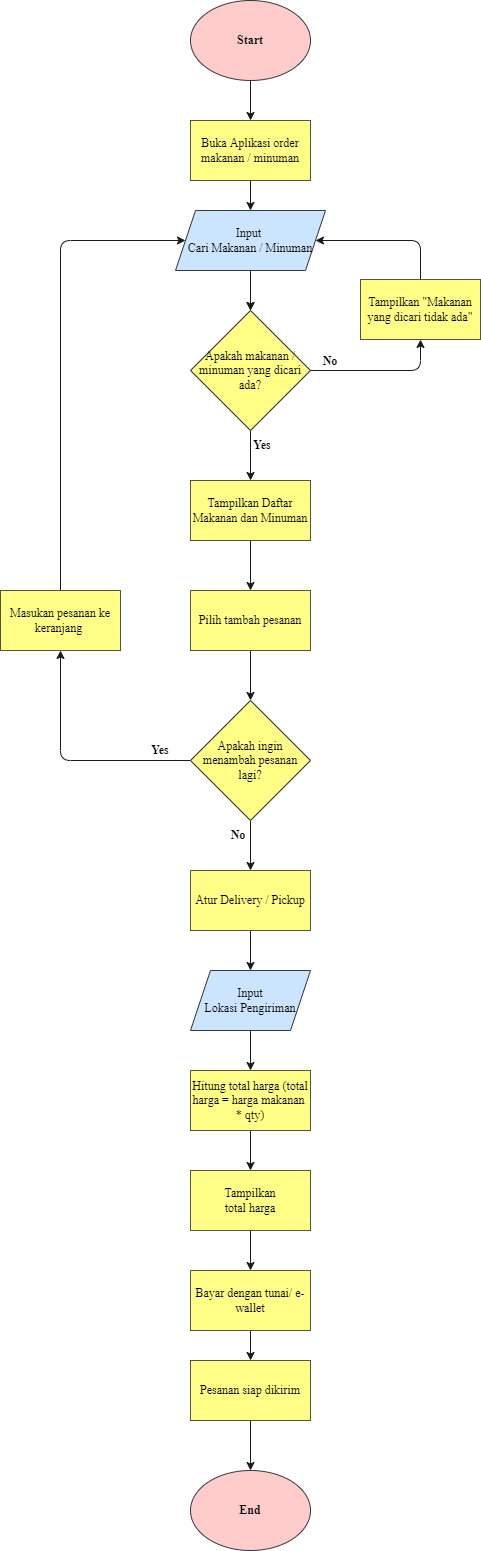 Start
Buka Aplikasi order
makanan / minuman
Input
Cari Makanan / Minuman
Tampilkan "Makanan
yang dicari tidak ada"
Apakah makanan /
minuman yang dicari
ada?
No
Yes
Tampilkan Daftar
Makanan dan Minuman
Masukan pesanan ke
keranjang
Pilih tambah pesanan
Yes
Apakah ingin
menambah pesanan
lagi?
No
Atur Delivery / Pickup
Input
Lokasi Pengiriman
Hitung total harga (total
harga = harga makanan
* qty)
Tampilkan
total harga
Bayar dengan tunai/ e-
wallet
Pesanan siap dikirim
End